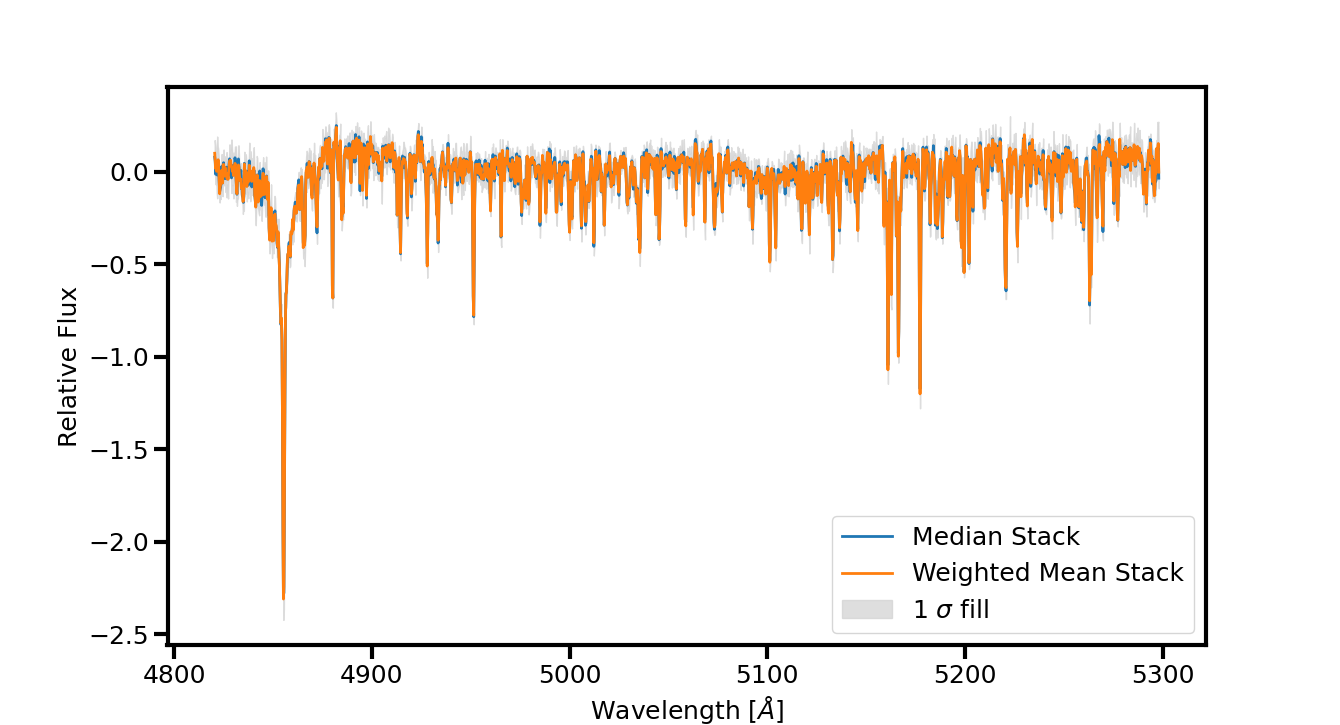 0.0
−0.5
−1.0
−1.5
−2.0
−2.5
Relative Flux
Median Stack
Weighted Mean Stack
1 σ fill
4800 4900 5000 5100 5200 5300
Wavelength [Å]